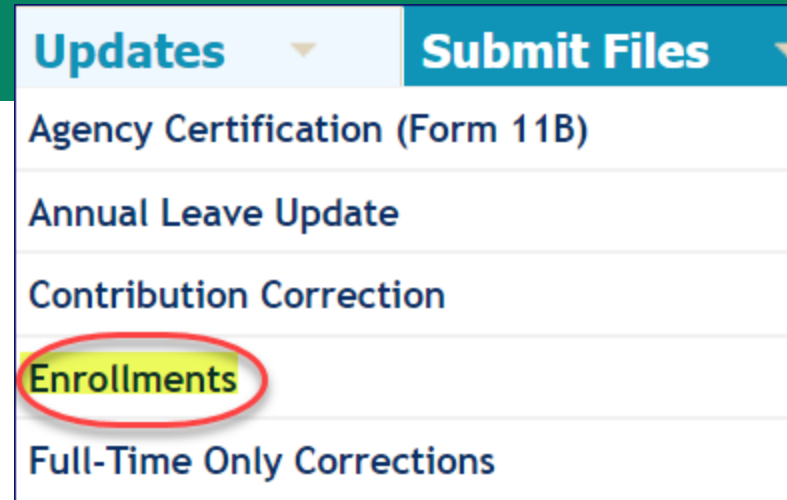 Updates Submit Files
Agency Certification (Form 11B)
Annual Leave Update
Contribution Correction
Enrollments
Full-Time Only Corrections